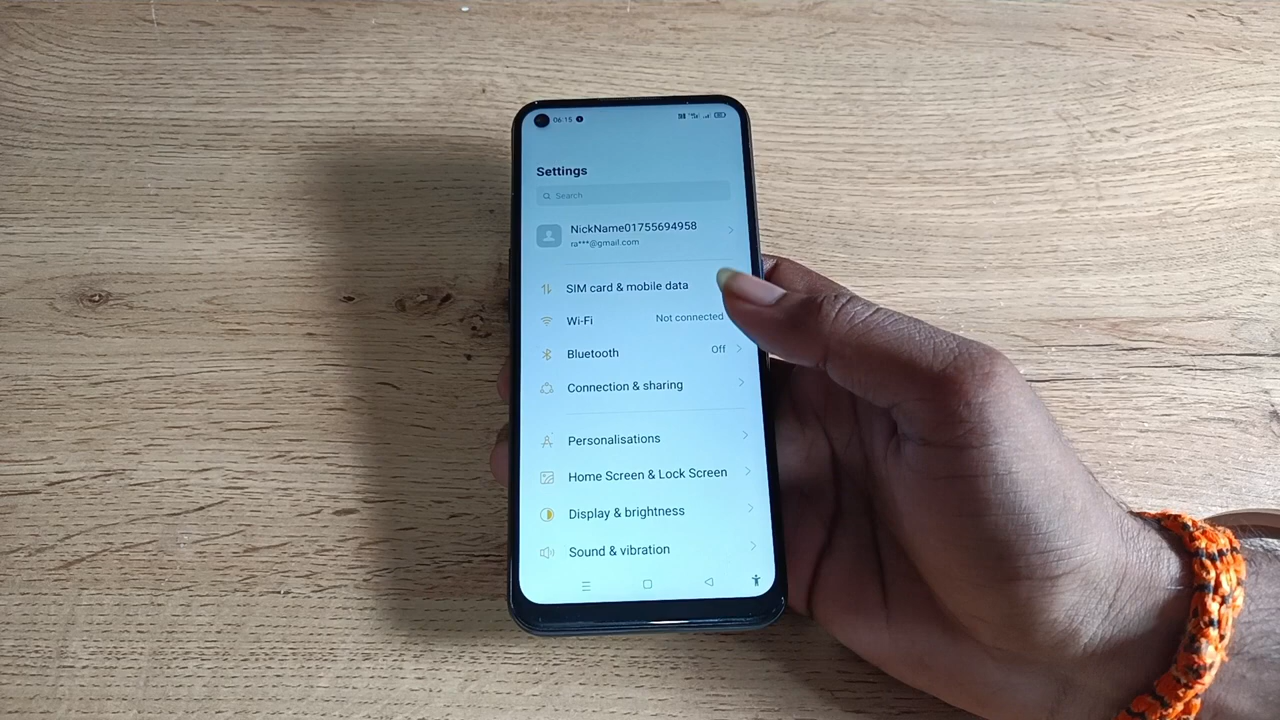 06:15
Settings
Search
NickName01755694958
ra***@gmail.com
SIM card & mobile data
Wi-Fi Not connected
Bluetooth Off
Connection & sharing
Personalisations
Home Screen & Lock Screen
Display & brightness
Sound & vibration